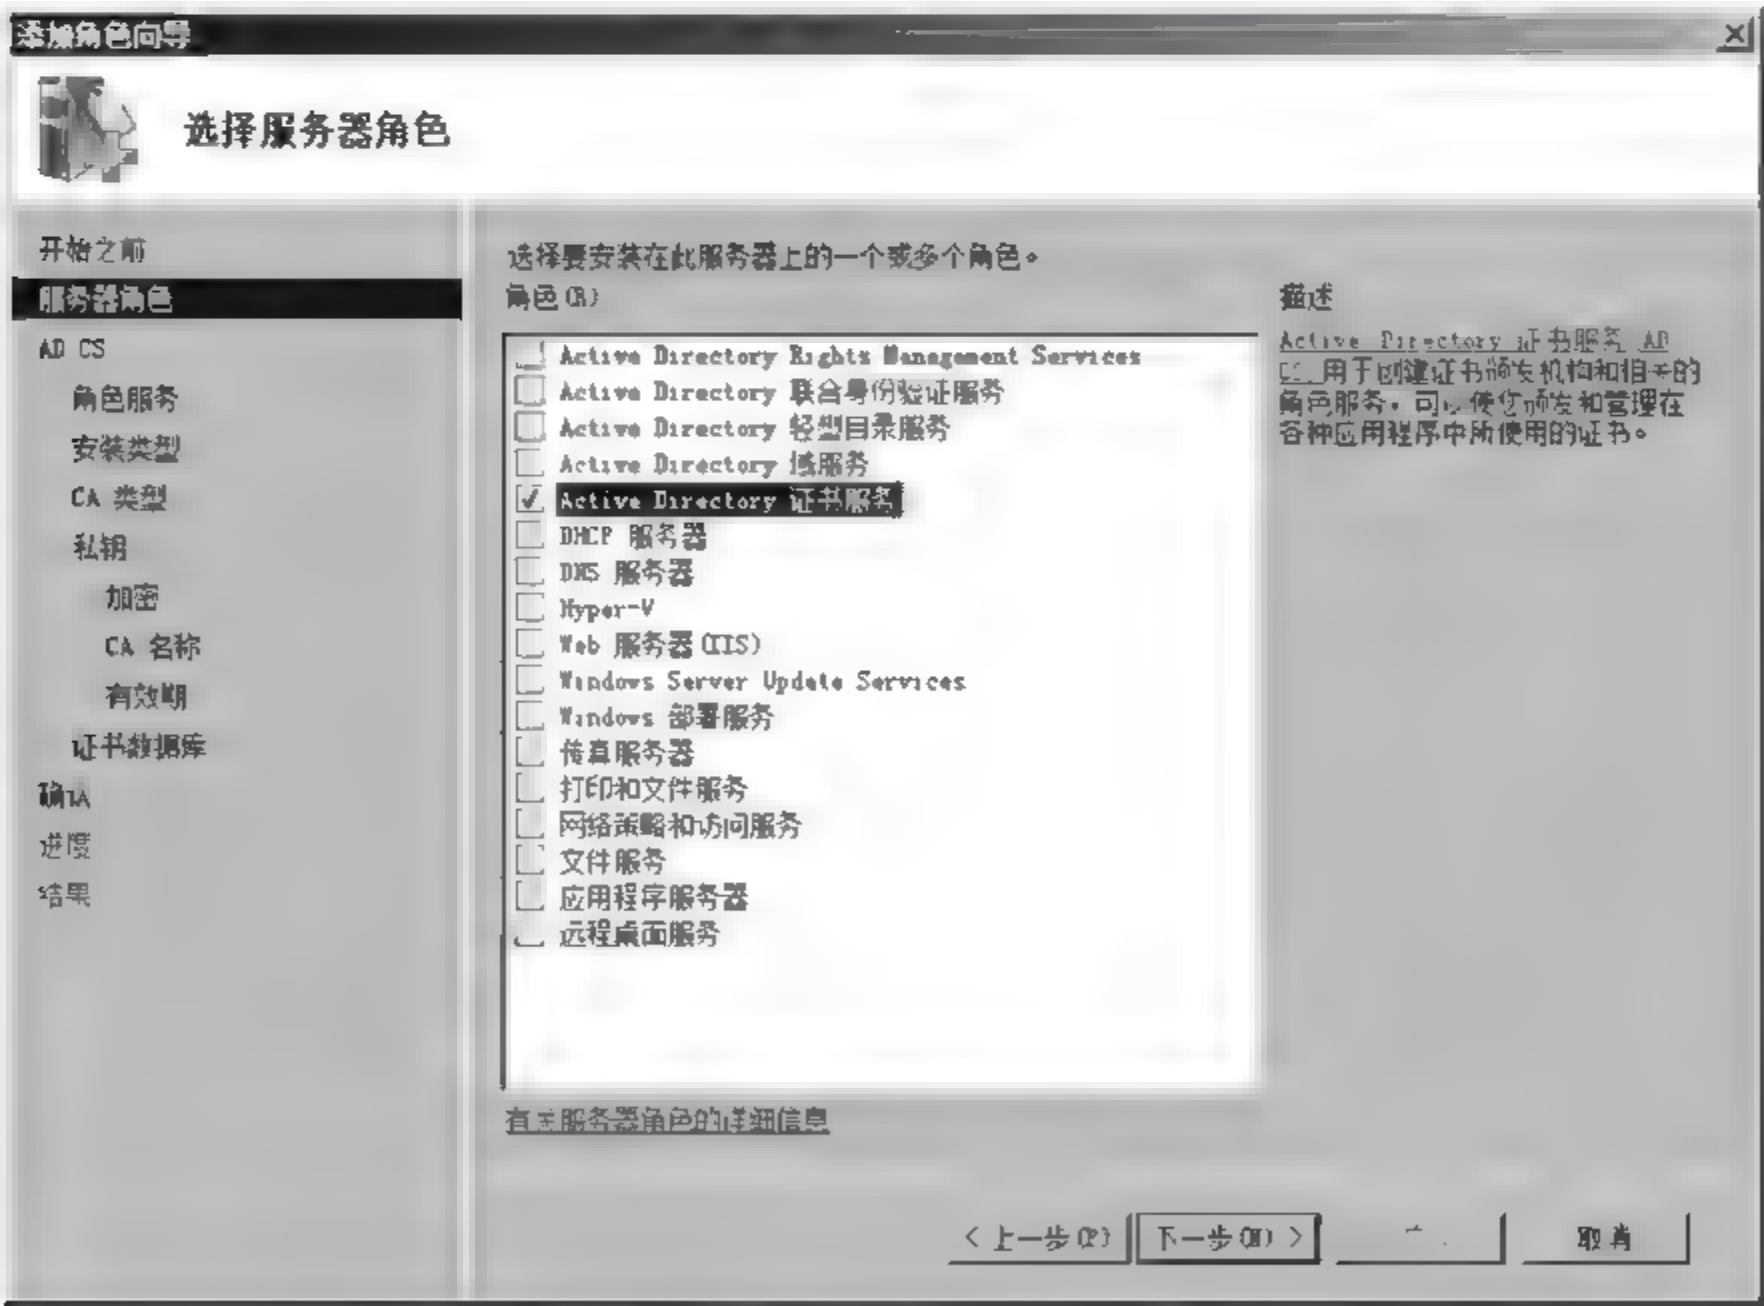 添加角色向导
选择服务器角色
开始之前
服务器角色
AD CS
角色服务
安装类型
CA 类型
私钥
加密
CA 名称
有效期
证书数据库
确认
进度
结果
选择要安装在此服务器上的一个或多个角色。
角色(R)
Active Directory Rights Management Services
Active Directory 联合身份验证服务
Active Directory 轻型目录服务
Active Directory 域服务
Active Directory 证书服务
DHCP 服务器
DNS 服务器
Hyper-V
Web 服务器(IIS)
Windows Server Update Services
Windows 部署服务
传真服务器
打印和文件服务
网络策略和访问服务
文件服务
应用程序服务器
远程桌面服务
有关服务器角色的详细信息
描述
Active Directory 证书服务 AD
CS 用于创建证书颁发机构和相关的
角色服务，可以使您颁发和管理在
各种应用程序中所使用的证书。
< 上一步(P)
下一步(N) >
取消